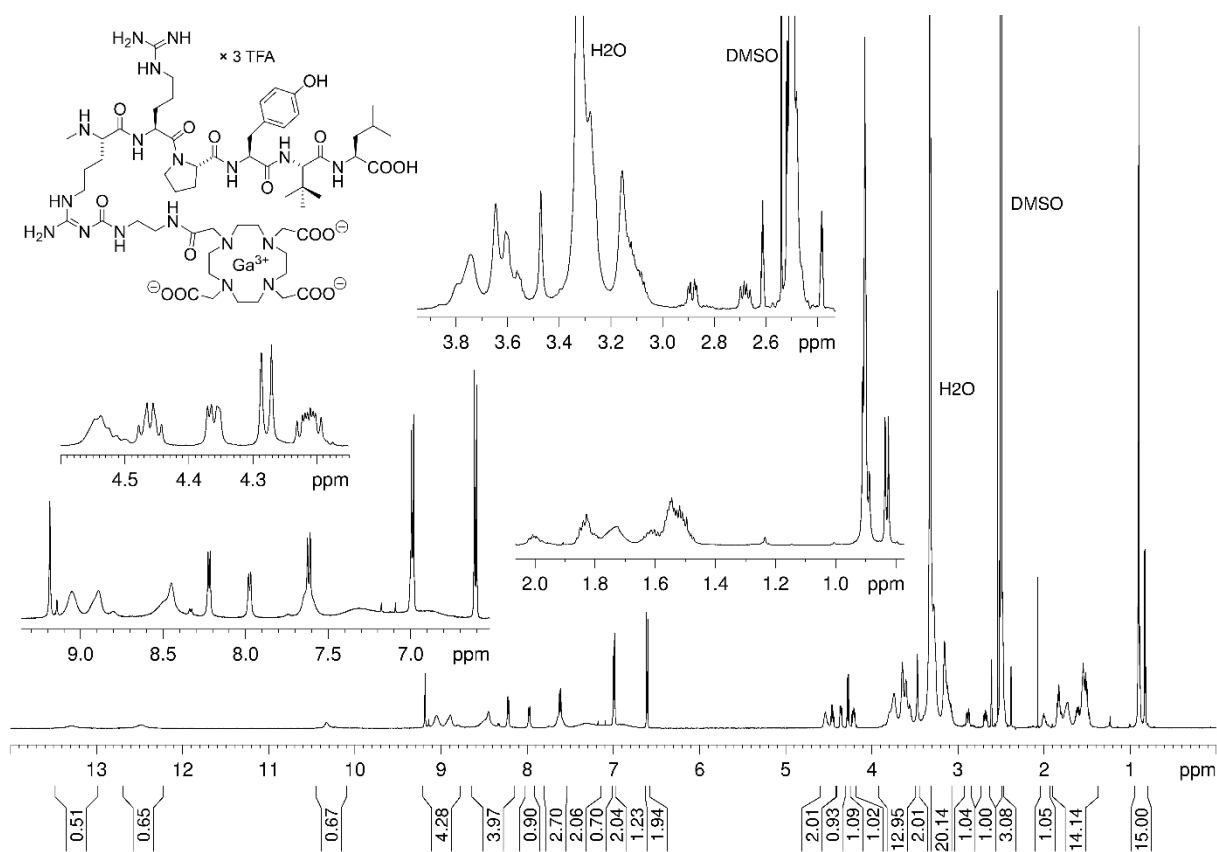 H2N NH
NH
× 3 TFA
OH
H
N
O
N
H
O
N
O
N
H
O
H
N
O
N
H
COOH
NH
O
H2N N N
H
H
N
O
N N
COO⊖
Ga3+
N N
⊖OOC
COO⊖
H2O
DMSO
3.8 3.6 3.4 3.2 3.0 2.8 2.6 ppm
DMSO
H2O
4.5 4.4 4.3 ppm
2.0 1.8 1.6 1.4 1.2 1.0 ppm
9.0 8.5 8.0 7.5 7.0 ppm
13 12 11 10 9 8 7 6 5 4 3 2 1 ppm
0.51 0.65 0.67 4.28 3.97 0.90 2.70 2.06 0.70 2.04 1.23 1.94 2.01 0.93 1.09 1.02 12.95 2.01 20.14 1.04 1.00 3.08 1.05 14.14 15.00